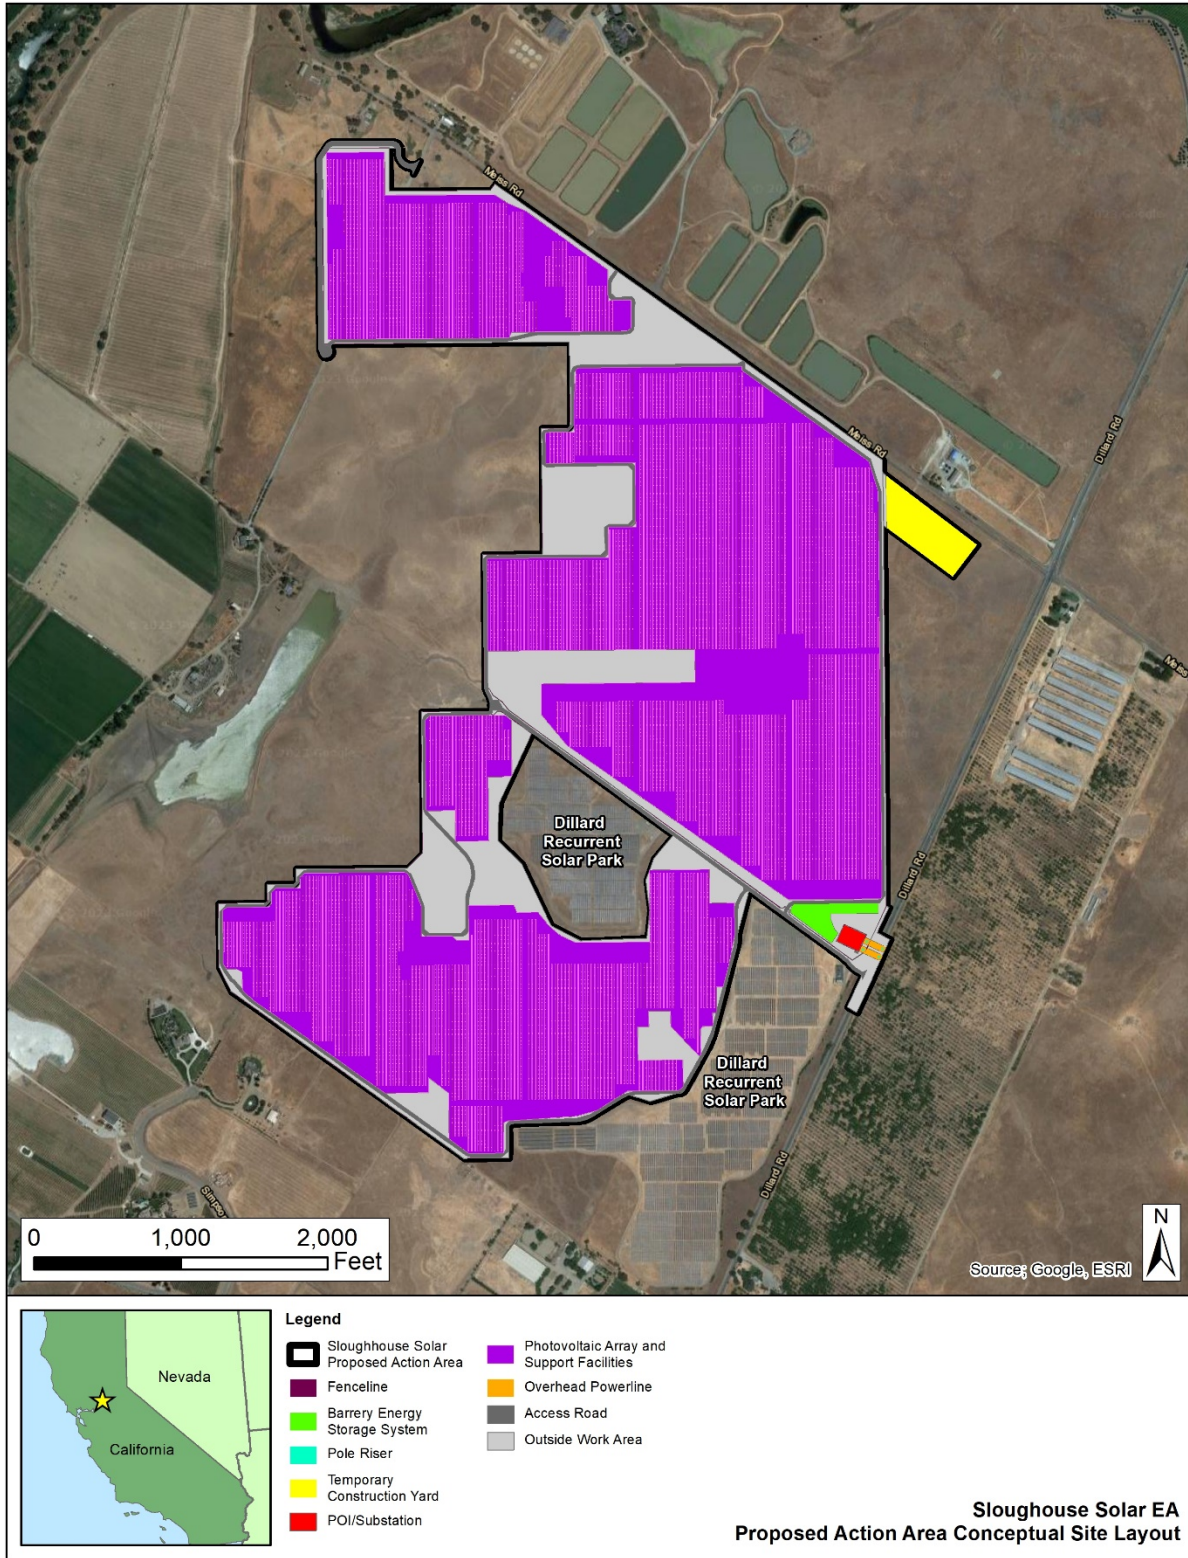 Meiss Rd
Meiss Rd
Dillard Rd
Meiss
Dillard
Recurrent
Solar Park
Dillard Rd
Dillard
Recurrent
Solar Park
Dillard Rd
0 1,000 2,000
Feet
N
Source; Google, ESRI
Nevada
California
Legend
Sloughhouse Solar
Proposed Action Area
Fenceline
Barrery Energy
Storage System
Pole Riser
Temporary
Construction Yard
POI/Substation
Photovoltaic Array and
Support Facilities
Overhead Powerline
Access Road
Outside Work Area
Sloughouse Solar EA
Proposed Action Area Conceptual Site Layout